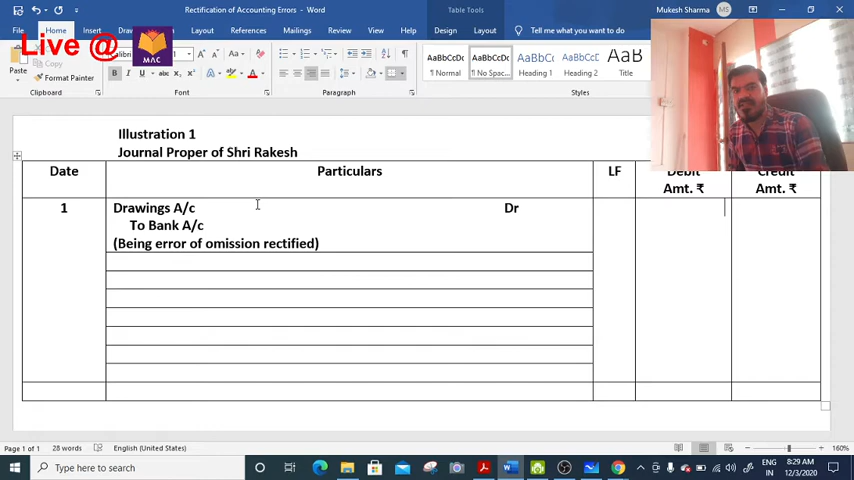 Rectification of Accounting Errors - Word
Table Tools
Mukesh Sharma MS
File Home Insert References Mailings Review View Help Design Layout Tell me what you want to do
Live @
MAC
Paste
Copy
Format Painter
Clipboard
Font
Paragraph
AaBbCcDc AaBbCcDc AaBbCc AaBbCcD AaB
¶ Normal ¶ No Spac... Heading 1 Heading 2 Title
Styles
Illustration 1
Journal Proper of Shri Rakesh
Date Particulars LF Debit Amt. ₹ Credit Amt. ₹
1 Drawings A/c Dr
To Bank A/c
(Being error of omission rectified)
Page 1 of 1 28 words English (United States) 160%
Type here to search
ENG
IN
8:29 AM
12/3/2020